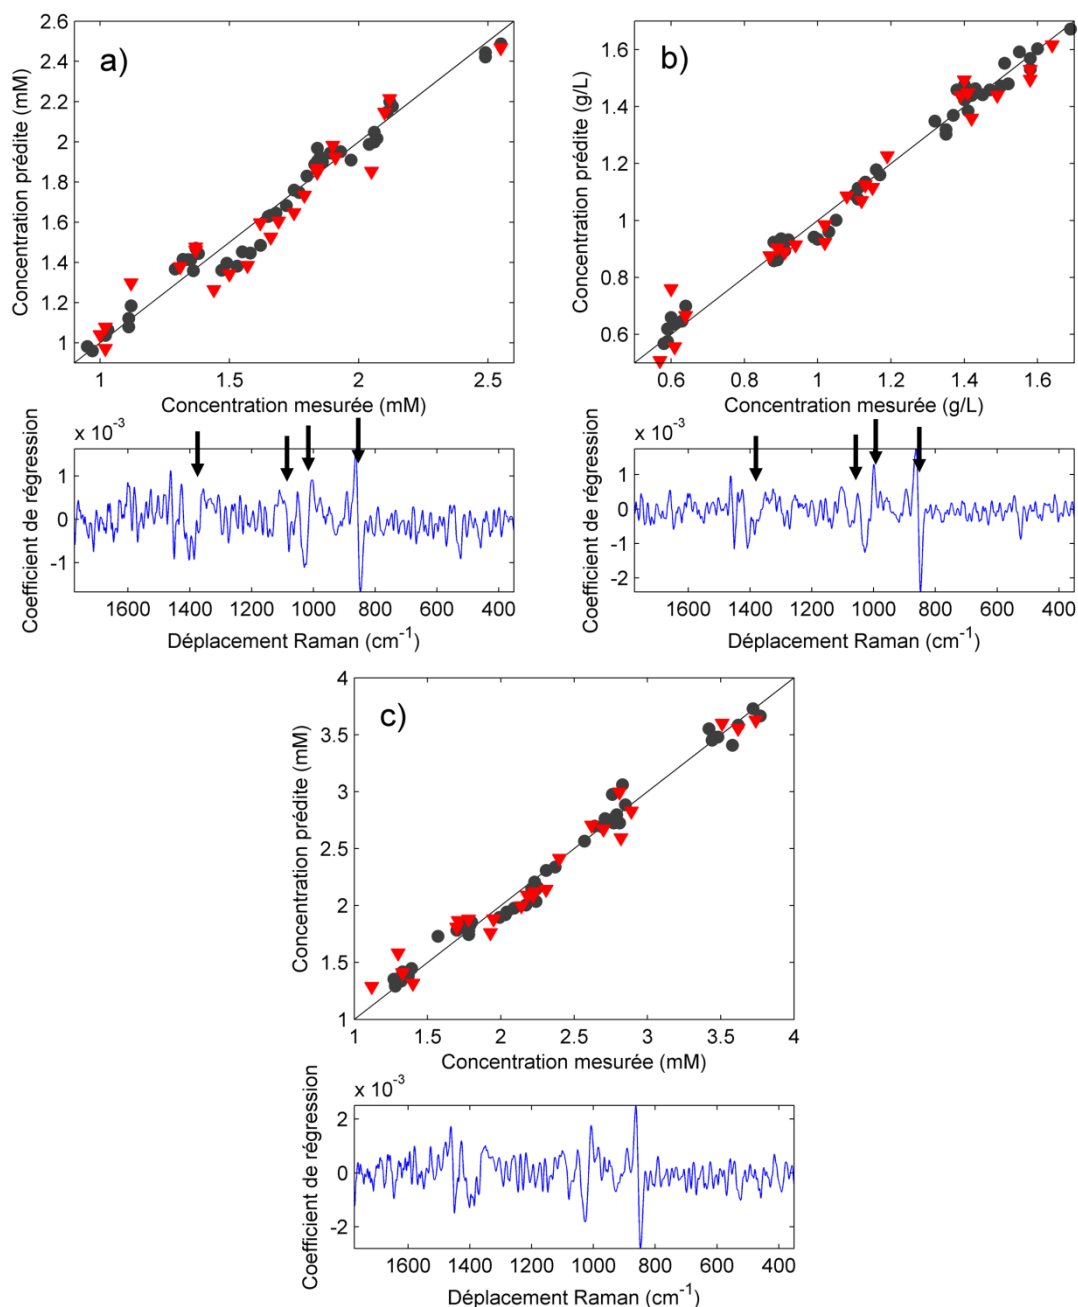 a)
Concentration prédite (mM)
2.6
2.4
2.2
2
1.8
1.6
1.4
1.2
1
1 1.5 2 2.5
Concentration mesurée (mM)
b)
Concentration prédite (g/L)
1.6
1.4
1.2
1
0.8
0.6
0.6 0.8 1 1.2 1.4 1.6
Concentration mesurée (g/L)
x 10⁻³
Coefficient de régression
1
0
-1
1600 1400 1200 1000 800 600 400
Déplacement Raman (cm⁻¹)
x 10⁻³
Coefficient de régression
1
0
-1
-2
1600 1400 1200 1000 800 600 400
Déplacement Raman (cm⁻¹)
c)
Concentration prédite (mM)
4
3.5
3
2.5
2
1.5
1
1 1.5 2 2.5 3 3.5 4
Concentration mesurée (mM)
x 10⁻³
Coefficient de régression
2
0
-2
1600 1400 1200 1000 800 600 400
Déplacement Raman (cm⁻¹)